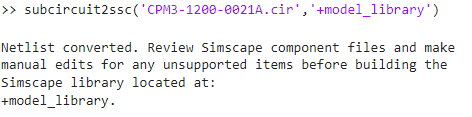 >> subcircuit2ssc('CPM3-1200-0021A.cir','+model_library')
Netlist converted. Review Simscape component files and make
manual edits for any unsupported items before building the
Simscape library located at:
+model_library.